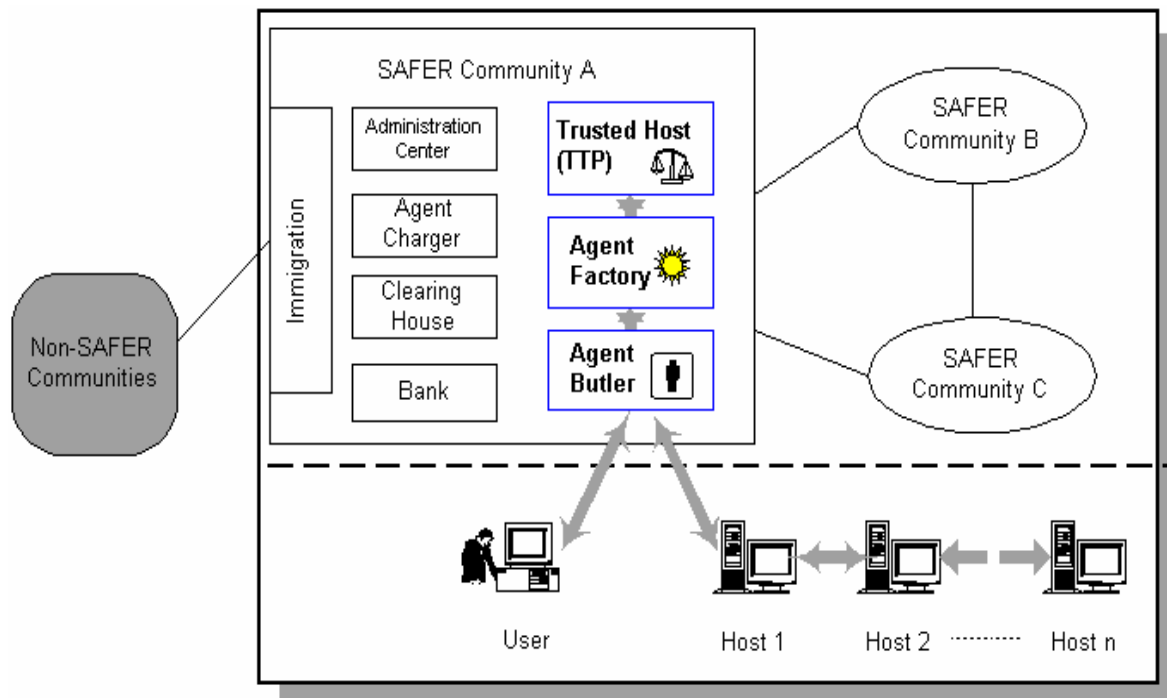 SAFER Community A
Immigration
Administration
Center
Agent
Charger
Clearing
House
Bank
Trusted Host
(TTP)
Agent
Factory
Agent
Butler
SAFER
Community B
SAFER
Community C
Non-SAFER
Communities
User
Host 1
Host 2 ............ Host n